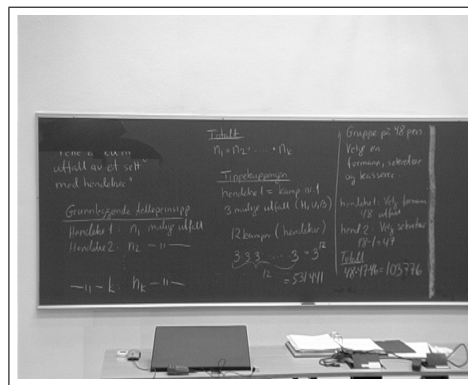 utfall av et sett
med hendelser"
Grunnleggende telleprinsipp
Hendelse 1: n₁ mulige utfall
Hendelse 2: n₂ —"—
—"— k: nₖ —"—
Totalt
n₁·n₂·.....·nₖ
Tippekupongen
hendelse 1 = kamp nr. 1
3 mulige utfall (H, U, B)
12 kamper (hendelser)
3·3·3 ... 3 = 3¹²
12
= 531441
Gruppe på 48 pers
Velge en
formann, sekretær
og kasserer
hendelse 1: Velg formann
48 utfall
hend 2: Velg sekretær
48-1=47
Totalt
48·47·46=103776